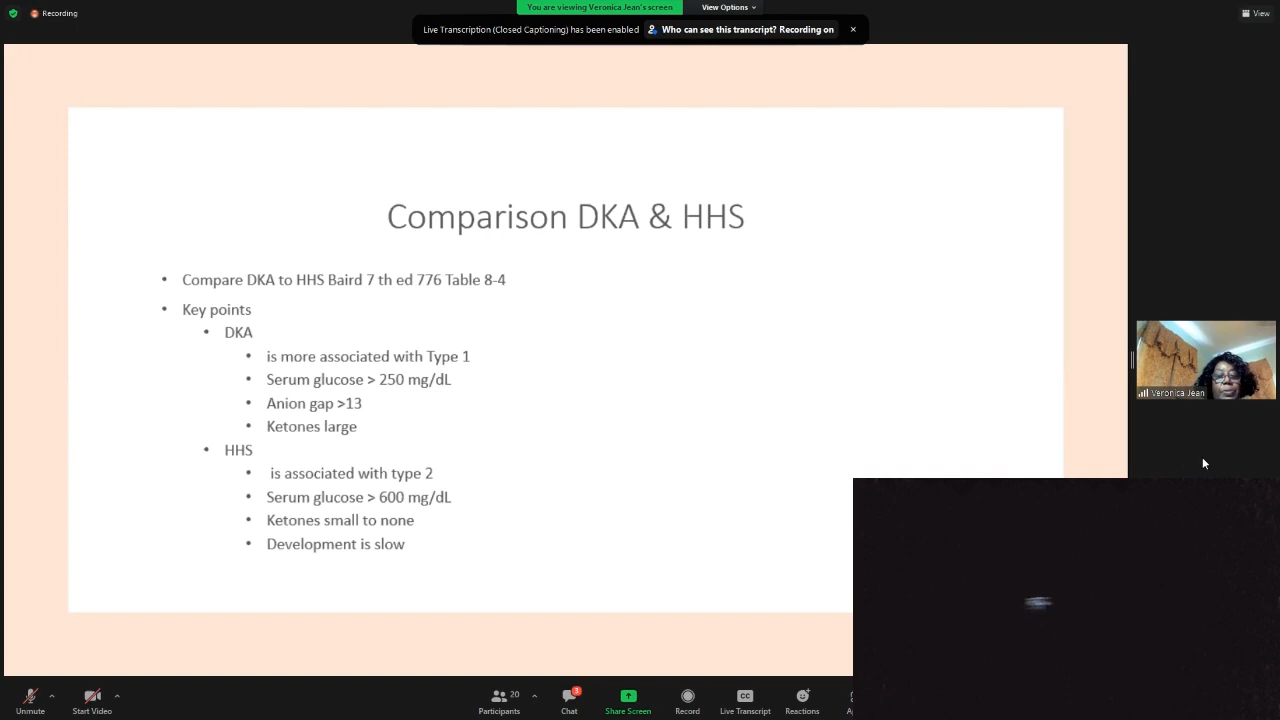 Recording
You are viewing Veronica Jean's screen
View Options
View
Live Transcription (Closed Captioning) has been enabled
Who can see this transcript? Recording on
Comparison DKA & HHS
• Compare DKA to HHS Baird 7 th ed 776 Table 8-4
• Key points
• DKA
• is more associated with Type 1
• Serum glucose > 250 mg/dL
• Anion gap >13
• Ketones large
• HHS
• is associated with type 2
• Serum glucose > 600 mg/dL
• Ketones small to none
• Development is slow
Veronica Jean
Unmute
Start Video
20
Participants
3
Chat
Share Screen
Record
CC
Live Transcript
Reactions